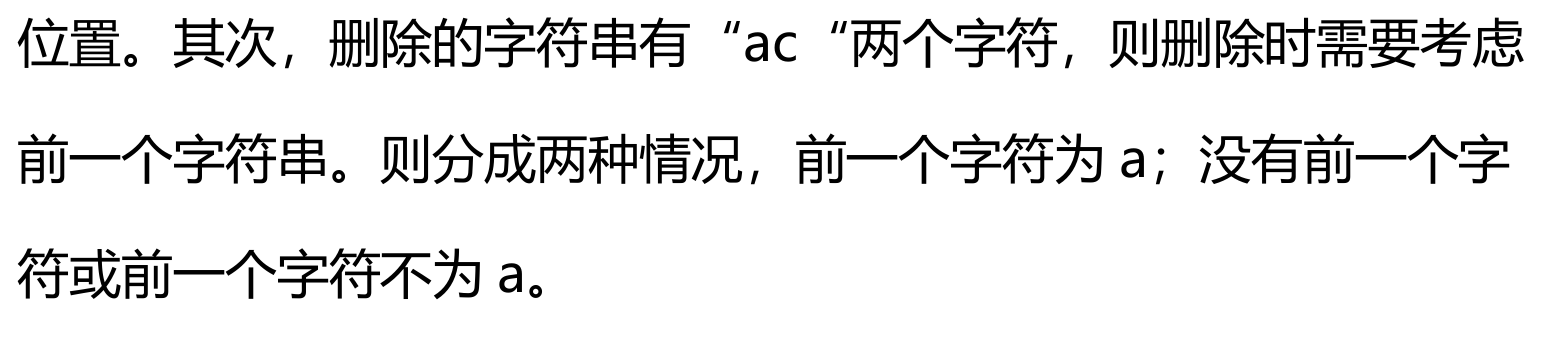 位置。其次，删除的字符串有“ac“两个字符，则删除时需要考虑
前一个字符串。则分成两种情况，前一个字符为 a；没有前一个字
符或前一个字符不为 a。